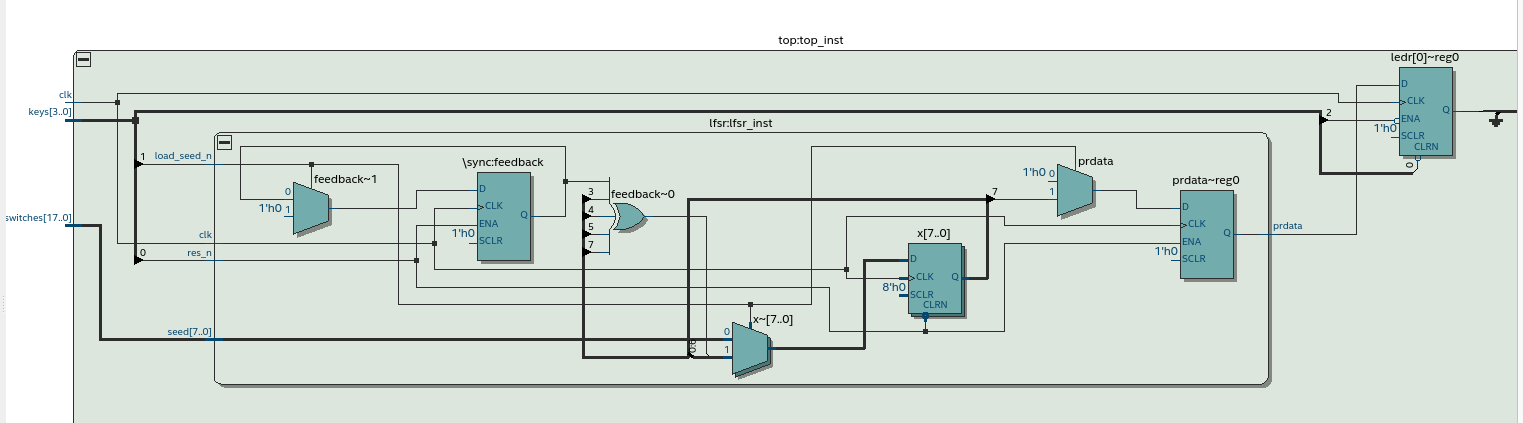 top:top_inst
ledr[0]~reg0
D
clk
CLK
Q
keys[3..0]
2
ENA
lfsr:lfsr_inst
1'h0
SCLR
CLRN
0
1
load_seed_n
\sync:feedback
prdata
feedback~1
1'h0
0
prdata~reg0
0
D
3
feedback~0
7
1
1'h0
1
CLK
4
D
switches[17..0]
Q
CLK
ENA
5
prdata
clk
1'h0
SCLR
x[7..0]
Q
ENA
7
0
res_n
D
1'h0
SCLR
CLK
Q
8'h0
SCLR
CLRN
x~[7..0]
seed[7..0]
0
0:6
1